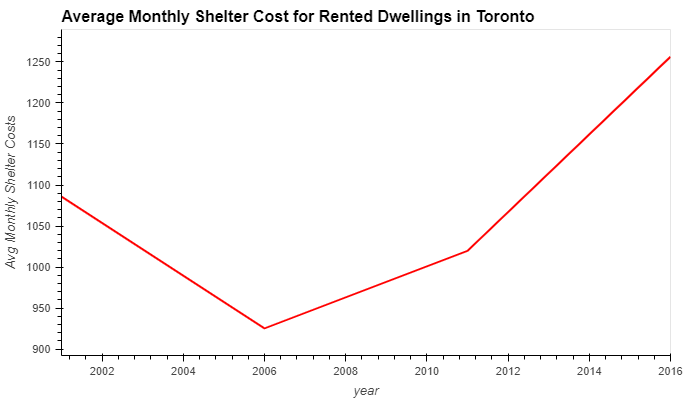 Average Monthly Shelter Cost for Rented Dwellings in Toronto
Avg Monthly Shelter Costs
1250
1200
1150
1100
1050
1000
950
900
2002 2004 2006 2008 2010 2012 2014 2016
year